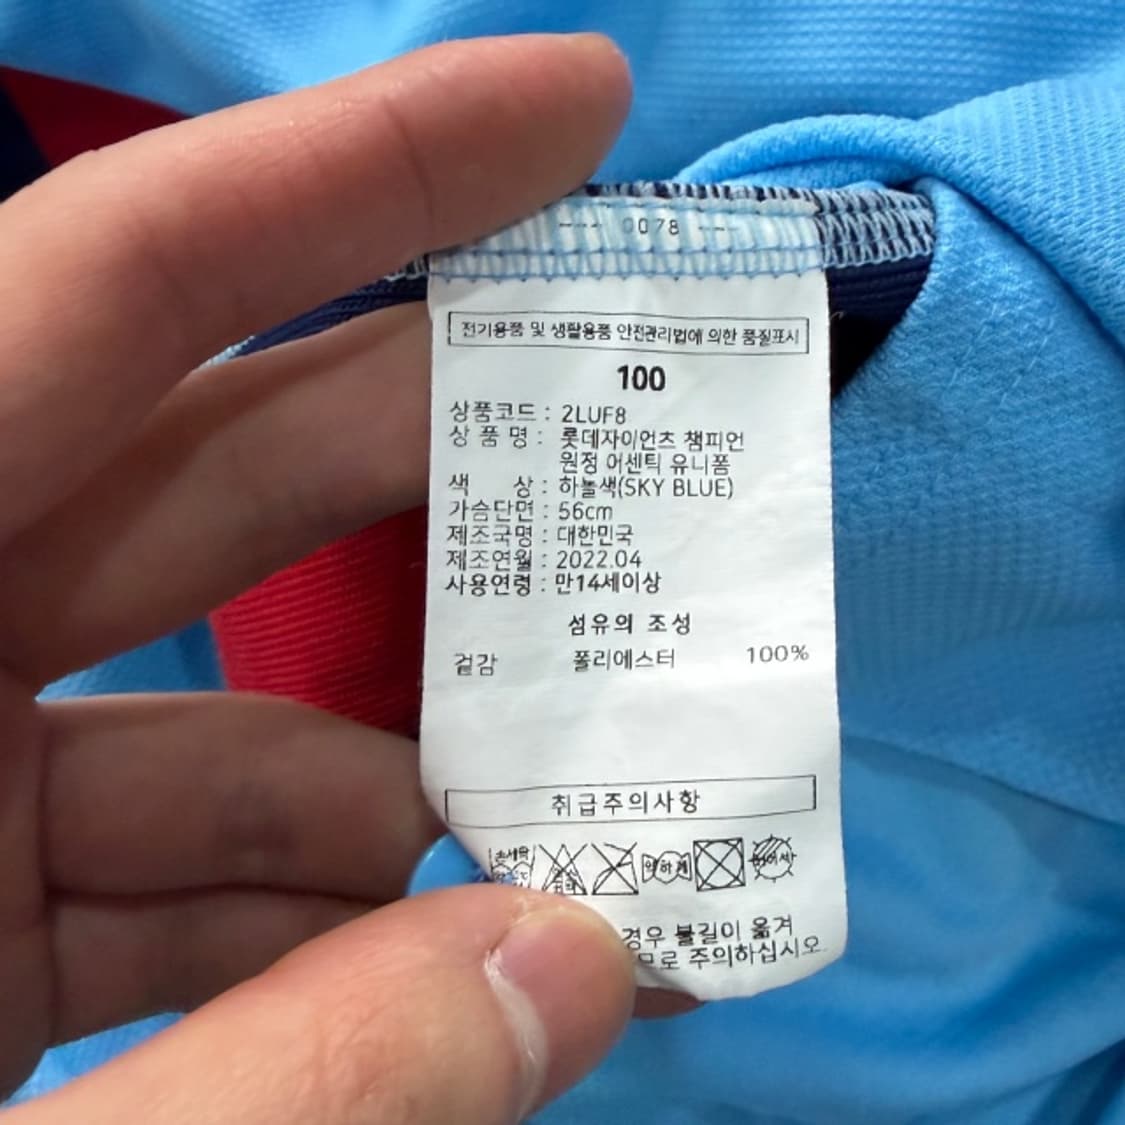 --- 0078 ---
전기용품 및 생활용품 안전관리법에 의한 품질표시
100
상품코드 : 2LUF8
상 품 명 : 롯데자이언츠 챔피언
원정 어센틱 유니폼
색 상 : 하늘색(SKY BLUE)
가슴단면 : 56cm
제조국명 : 대한민국
제조연월 : 2022.04
사용연령 : 만14세이상
섬유의 조성
겉감 폴리에스터 100%
취급주의사항
손세탁 약하게
경우 불길이 옮겨
므로 주의하십시오.